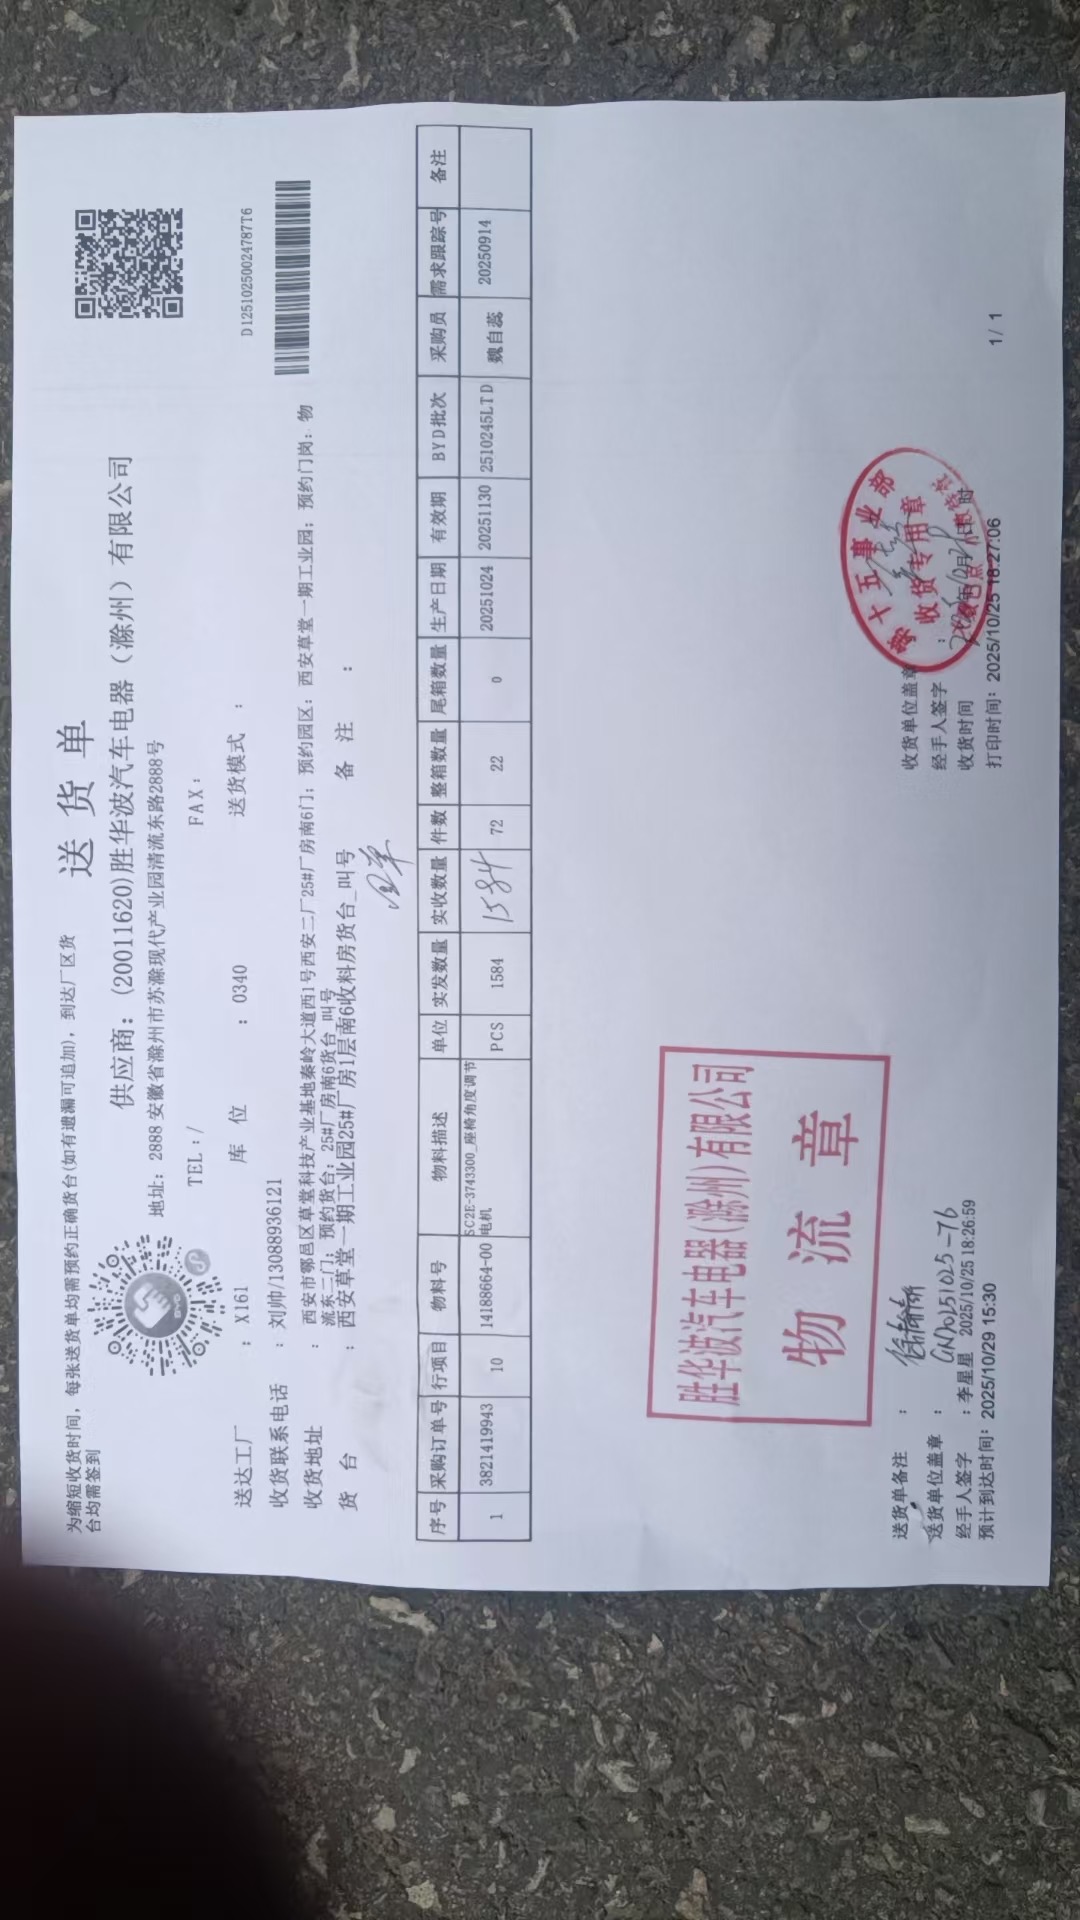 为缩短收货时间，每张送货单均需预约正确货台(如有遗漏可追加)，到达厂区货
台均需签到
送货单
供应商：(20011620)胜华波汽车电器（滁州）有限公司
地址：2888 安徽省滁州市苏滁现代产业园清流东路2888号
TEL：/ FAX：
D12510250024787T6
送达工厂 ：X161 库位 ：0340 送货模式 ：
收货联系电话 ：刘帅/13088936121
收货地址 ：西安市鄠邑区草堂科技产业基地秦岭大道西1号西安二厂25#厂房南6门；预约园区：西安草堂一期工业园；预约门岗：物
流东二门；预约货台：25#厂房南6货台_叫号
货台 ：西安草堂一期工业园25#厂房1层南6收料房货台_叫号 备注 ：
序号 采购订单号 行项目 物料号 物料描述 单位 实发数量 实收数量 件数 整箱数量 尾箱数量 生产日期 有效期 BYD批次 采购员 需求跟踪号 备注
1 3821419943 10 14188664-00 SC2E-3743300_座椅角度调节电机 PCS 1584 1584 72 22 0 20251024 20251130 2510245LTD 魏自蕊 20250914
胜华波汽车电器(滁州)有限公司
物流章
送货单备注 ：
送货单位盖章 ：GND251025-76
经手人签字 ：李星星 2025/10/25 18:26:59
预计到达时间：2025/10/29 15:30
第十五事业部
收货专用章
收货单位盖章
经手人签字 ：
收货时间
打印时间：2025/10/25 18:27:06
1/1